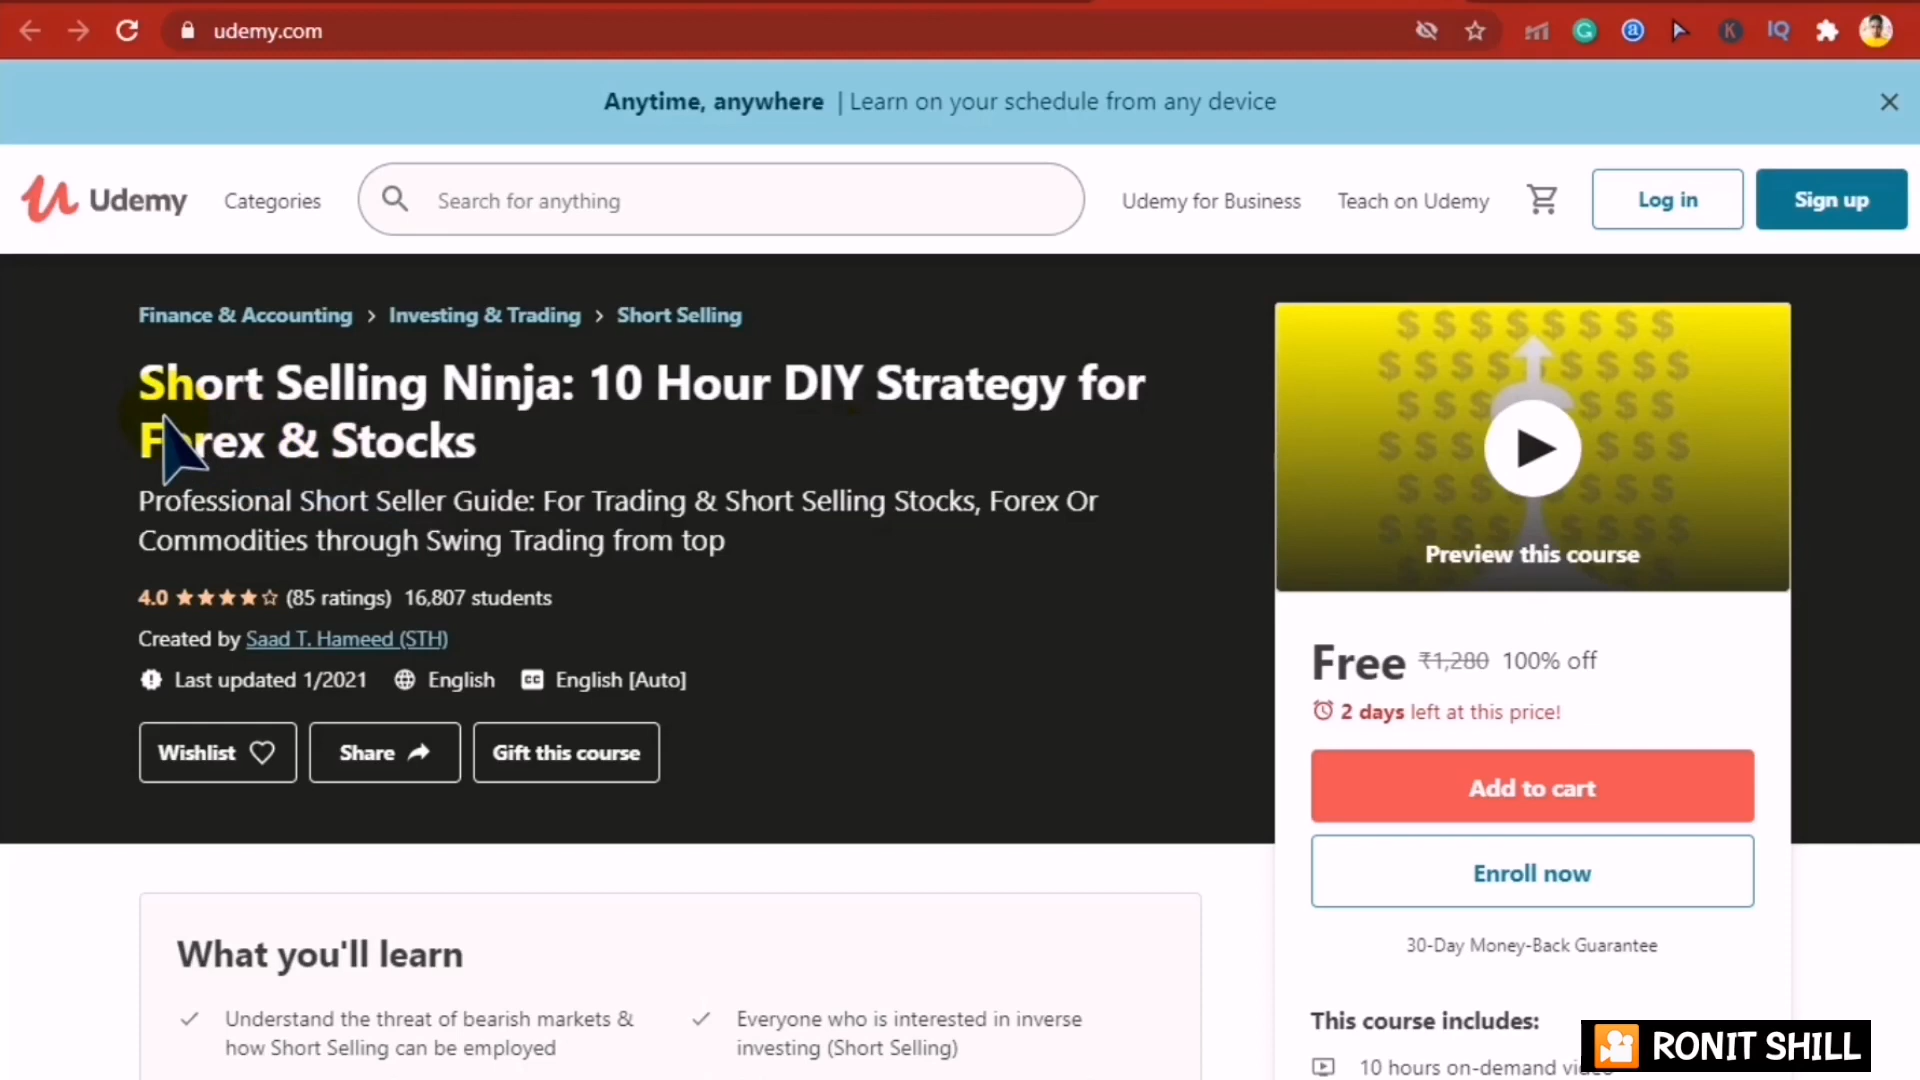 udemy.com
Anytime, anywhere | Learn on your schedule from any device
Udemy
Categories
Search for anything
Udemy for Business
Teach on Udemy
Log in
Sign up
Finance & Accounting > Investing & Trading > Short Selling
Short Selling Ninja: 10 Hour DIY Strategy for
Forex & Stocks
Professional Short Seller Guide: For Trading & Short Selling Stocks, Forex Or
Commodities through Swing Trading from top
4.0 (85 ratings) 16,807 students
Created by Saad T. Hameed (STH)
Last updated 1/2021 English English [Auto]
Wishlist
Share
Gift this course
Preview this course
Free ₹1,280 100% off
2 days left at this price!
Add to cart
Enroll now
30-Day Money-Back Guarantee
This course includes:
10 hours on-demand
What you'll learn
Understand the threat of bearish markets &
how Short Selling can be employed
Everyone who is interested in inverse
investing (Short Selling)
RONIT SHILL